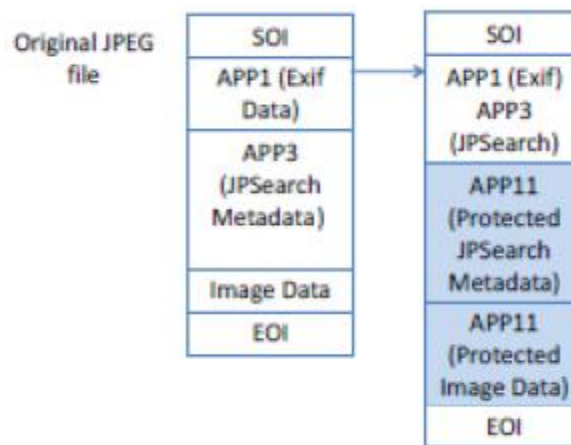 Original JPEG
file
SOI
APP1 (Exif
Data)
APP3
(JPSearch
Metadata)
Image Data
EOI
SOI
APP1 (Exif)
APP3
(JPSearch)
APP11
(Protected
JPSearch
Metadata)
APP11
(Protected
Image Data)
EOI